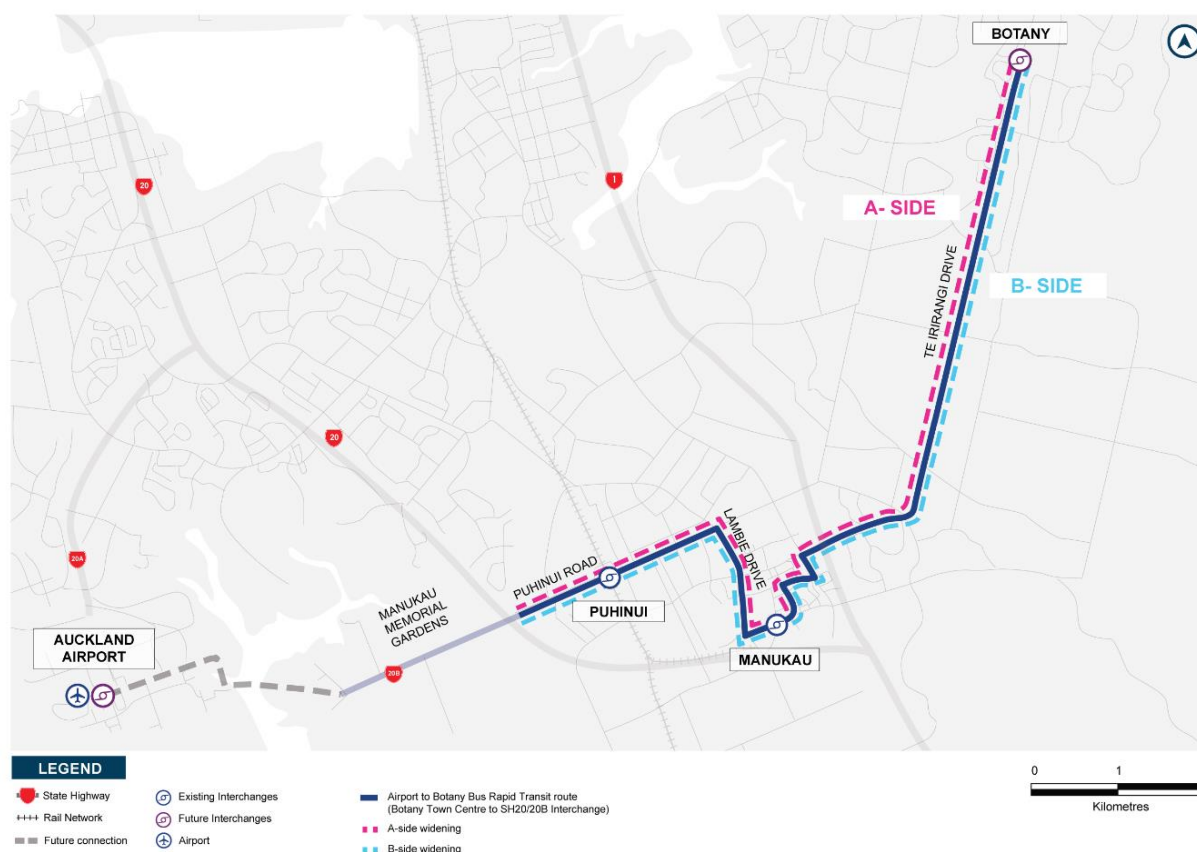 BOTANY
20
1
A- SIDE
B- SIDE
TE IRIRANGI DRIVE
20
LAMBIE DRIVE
20A
PUHINUI ROAD
PUHINUI
MANUKAU
MEMORIAL
GARDENS
AUCKLAND
AIRPORT
MANUKAU
20B
LEGEND
State Highway
Rail Network
Future connection
Existing Interchanges
Future Interchanges
Airport
Airport to Botany Bus Rapid Transit route
(Botany Town Centre to SH20/20B Interchange)
A-side widening
B-side widening
0 1
Kilometres